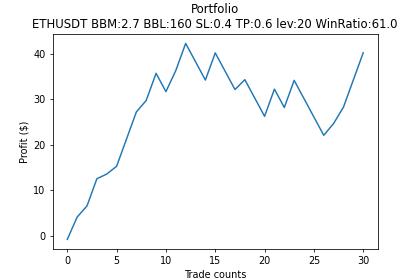 Portfolio
ETHUSDT BBM:2.7 BBL:160 SL:0.4 TP:0.6 lev:20 WinRatio:61.0
40
30
20
10
0
Profit ($)
0 5 10 15 20 25 30
Trade counts